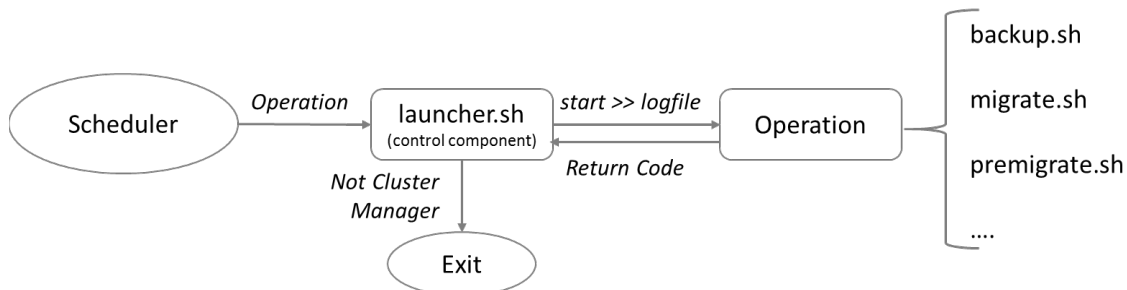 Scheduler
Operation
launcher.sh
(control component)
start >> logfile
Return Code
Operation
Not Cluster
Manager
Exit
backup.sh
migrate.sh
premigrate.sh
....